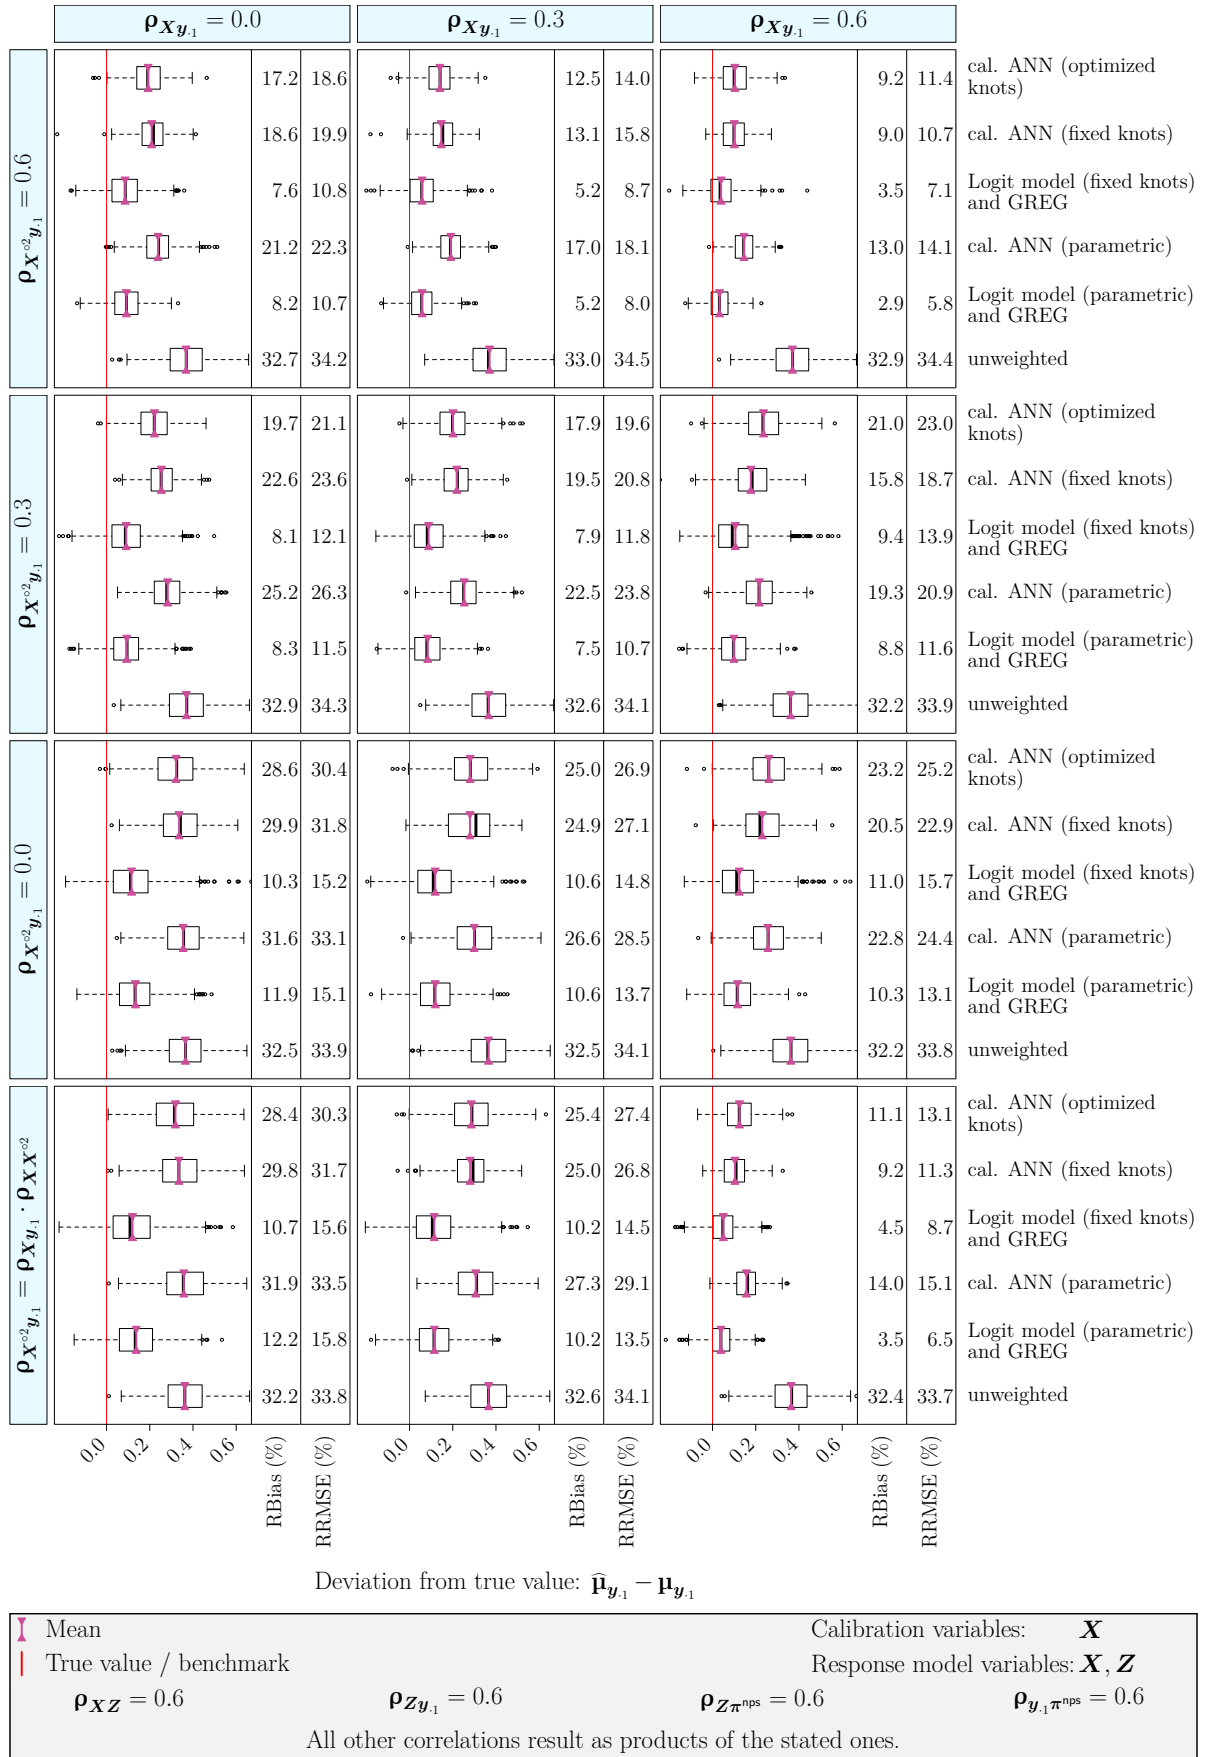 ρXy.1 = 0.0 ρXy.1 = 0.3 ρXy.1 = 0.6
ρX∘2y.1 = 0.6
17.2 18.6 12.5 14.0 9.2 11.4 cal. ANN (optimized
knots)
18.6 19.9 13.1 15.8 9.0 10.7 cal. ANN (fixed knots)
7.6 10.8 5.2 8.7 3.5 7.1 Logit model (fixed knots)
and GREG
21.2 22.3 17.0 18.1 13.0 14.1 cal. ANN (parametric)
8.2 10.7 5.2 8.0 2.9 5.8 Logit model (parametric)
and GREG
32.7 34.2 33.0 34.5 32.9 34.4 unweighted
ρX∘2y.1 = 0.3
19.7 21.1 17.9 19.6 21.0 23.0 cal. ANN (optimized
knots)
22.6 23.6 19.5 20.8 15.8 18.7 cal. ANN (fixed knots)
8.1 12.1 7.9 11.8 9.4 13.9 Logit model (fixed knots)
and GREG
25.2 26.3 22.5 23.8 19.3 20.9 cal. ANN (parametric)
8.3 11.5 7.5 10.7 8.8 11.6 Logit model (parametric)
and GREG
32.9 34.3 32.6 34.1 32.2 33.9 unweighted
ρX∘2y.1 = 0.0
28.6 30.4 25.0 26.9 23.2 25.2 cal. ANN (optimized
knots)
29.9 31.8 24.9 27.1 20.5 22.9 cal. ANN (fixed knots)
10.3 15.2 10.6 14.8 11.0 15.7 Logit model (fixed knots)
and GREG
31.6 33.1 26.6 28.5 22.8 24.4 cal. ANN (parametric)
11.9 15.1 10.6 13.7 10.3 13.1 Logit model (parametric)
and GREG
32.5 33.9 32.5 34.1 32.2 33.8 unweighted
ρX∘2y.1 = ρXy.1 · ρXX∘2
28.4 30.3 25.4 27.4 11.1 13.1 cal. ANN (optimized
knots)
29.8 31.7 25.0 26.8 9.2 11.3 cal. ANN (fixed knots)
10.7 15.6 10.2 14.5 4.5 8.7 Logit model (fixed knots)
and GREG
31.9 33.5 27.3 29.1 14.0 15.1 cal. ANN (parametric)
12.2 15.8 10.2 13.5 3.5 6.5 Logit model (parametric)
and GREG
32.2 33.8 32.6 34.1 32.4 33.7 unweighted
0.0 0.2 0.4 0.6 RBias (%) RRMSE (%) 0.0 0.2 0.4 0.6 RBias (%) RRMSE (%) 0.0 0.2 0.4 0.6 RBias (%) RRMSE (%)
Deviation from true value: μ̂y.1 − μy.1
Mean Calibration variables: X
True value / benchmark Response model variables: X, Z
ρXZ = 0.6 ρZy.1 = 0.6 ρZπnps = 0.6 ρy.1πnps = 0.6
All other correlations result as products of the stated ones.